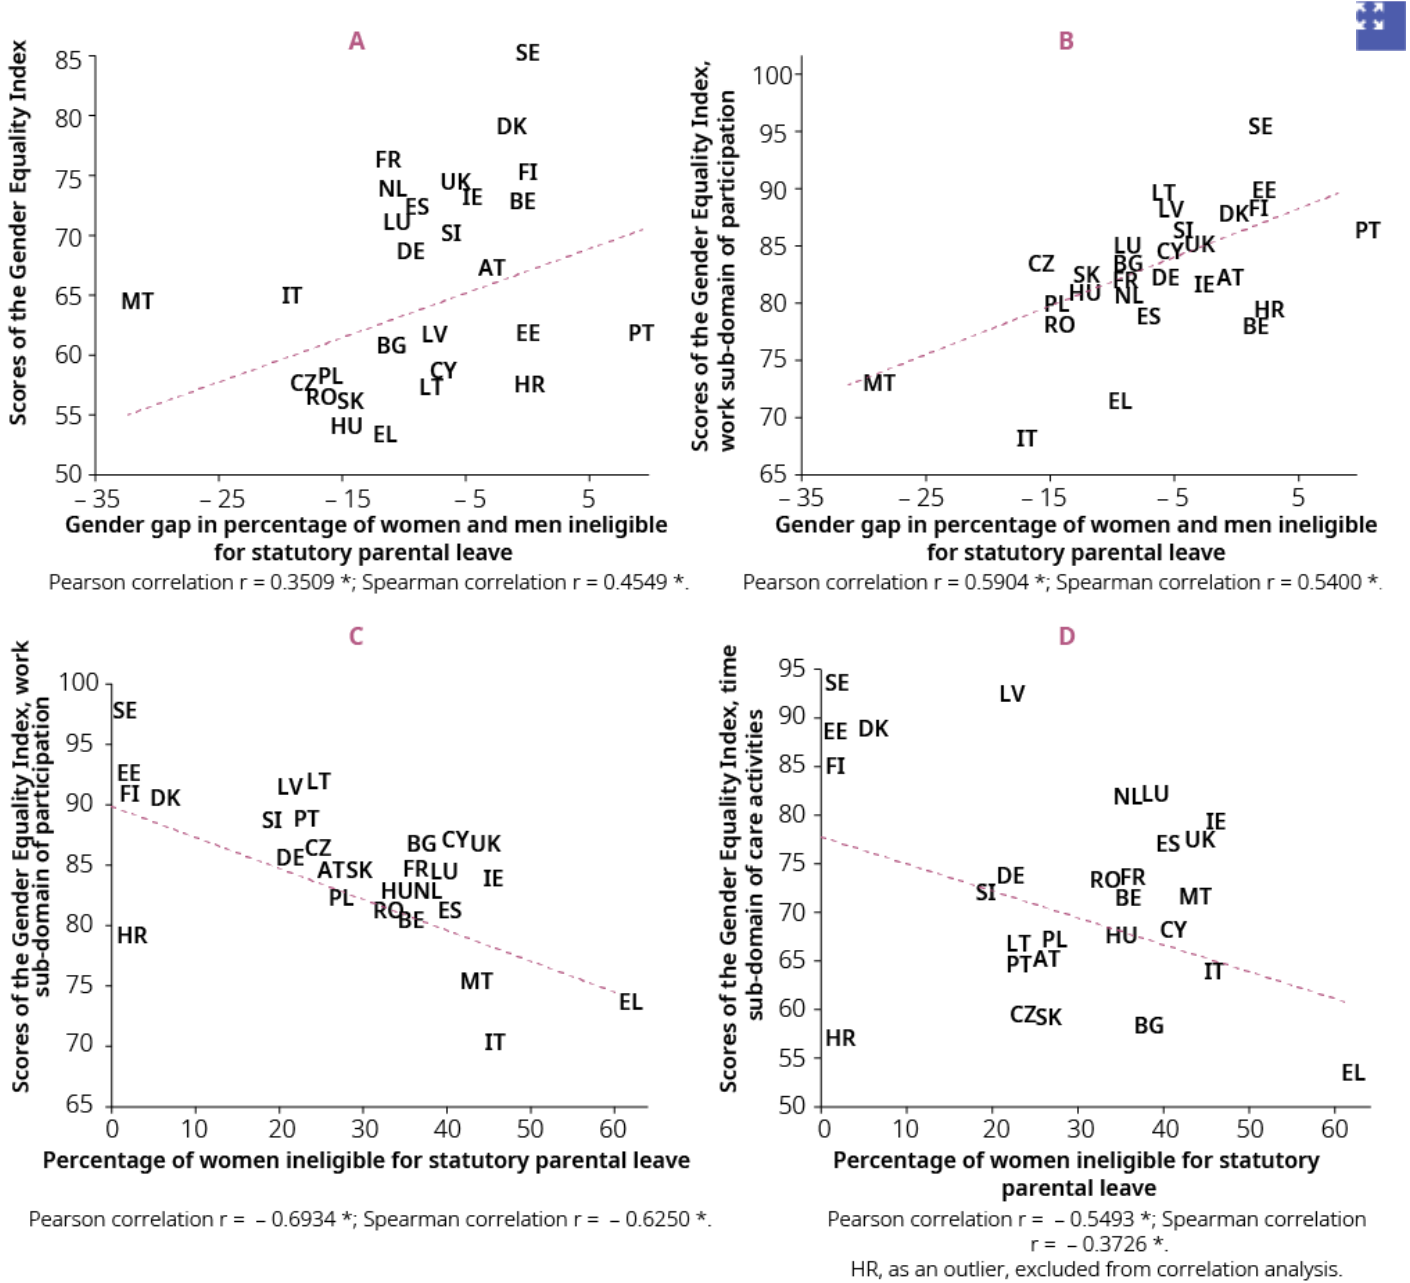 A
Scores of the Gender Equality Index
85
80
75
70
65
60
55
50
SE
DK
FR
FI
UK
NL
IE
BE
ES
LU
SI
DE
AT
MT
IT
EE
PT
LV
BG
CY
PL
CZ
LT
HR
RO
SK
HU
EL
– 35
– 25
– 15
– 5
5
Gender gap in percentage of women and men ineligible
for statutory parental leave
Pearson correlation r = 0.3509 *; Spearman correlation r = 0.4549 *.
B
Scores of the Gender Equality Index,
work sub-domain of participation
100
95
90
85
80
75
70
65
SE
LT
EE
LV
FI
DK
SI
PT
LU
UK
CY
CZ
BG
SK
FR
DE
AT
IE
HU
NL
PL
HR
ES
RO
BE
MT
EL
IT
– 35
– 25
– 15
– 5
5
Gender gap in percentage of women and men ineligible
for statutory parental leave
Pearson correlation r = 0.5904 *; Spearman correlation r = 0.5400 *.
C
Scores of the Gender Equality Index, work
sub-domain of participation
100
95
90
85
80
75
70
65
SE
EE
FI
DK
LV
LT
SI
PT
CZ
DE
BG
CY
UK
AT
SK
FR
LU
IE
PL
HU
NL
RO
BE
ES
HR
MT
EL
IT
0
10
20
30
40
50
60
Percentage of women ineligible for statutory parental leave
Pearson correlation r = – 0.6934 *; Spearman correlation r = – 0.6250 *.
D
Scores of the Gender Equality Index, time
sub-domain of care activities
95
90
85
80
75
70
65
60
55
50
SE
LV
EE
DK
FI
NL
LU
IE
ES
UK
DE
SI
RO
FR
BE
MT
LT
PL
HU
CY
PT
AT
IT
CZ
SK
BG
HR
EL
0
10
20
30
40
50
60
Percentage of women ineligible for statutory
parental leave
Pearson correlation r = – 0.5493 *; Spearman correlation
r = – 0.3726 *.
HR, as an outlier, excluded from correlation analysis.